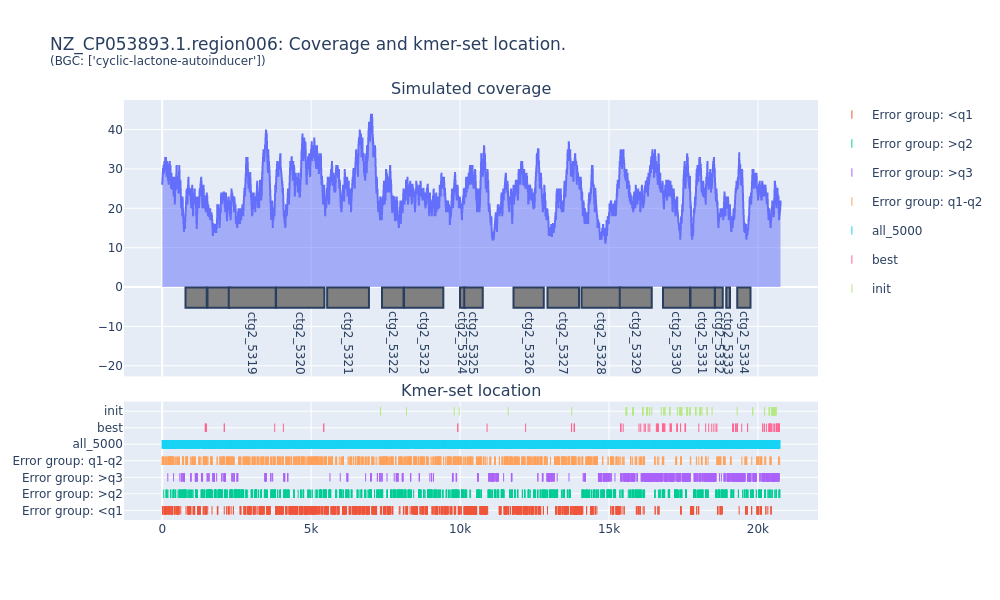 NZ_CP053893.1.region006: Coverage and kmer-set location.
(BGC: ['cyclic-lactone-autoinducer'])
Simulated coverage
40
30
20
10
0
−10
−20
ctg2_5319
ctg2_5320
ctg2_5321
ctg2_5322
ctg2_5323
ctg2_5324
ctg2_5325
ctg2_5326
ctg2_5327
ctg2_5328
ctg2_5329
ctg2_5330
ctg2_5331
ctg2_5332
ctg2_5333
ctg2_5334
Error group: <q1
Error group: >q2
Error group: >q3
Error group: q1-q2
all_5000
best
init
Kmer-set location
init
best
all_5000
Error group: q1-q2
Error group: >q3
Error group: >q2
Error group: <q1
0
5k
10k
15k
20k